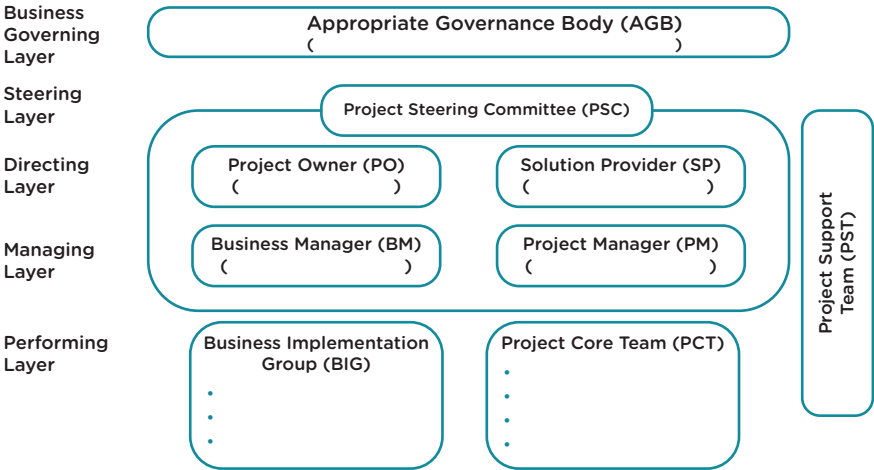 Business
Governing
Layer
Appropriate Governance Body (AGB)
( )
Steering
Layer
Project Steering Committee (PSC)
Directing
Layer
Project Owner (PO)
( )
Solution Provider (SP)
( )
Managing
Layer
Business Manager (BM)
( )
Project Manager (PM)
( )
Project Support
Team (PST)
Performing
Layer
Business Implementation
Group (BIG)
•
•
•
Project Core Team (PCT)
•
•
•
•